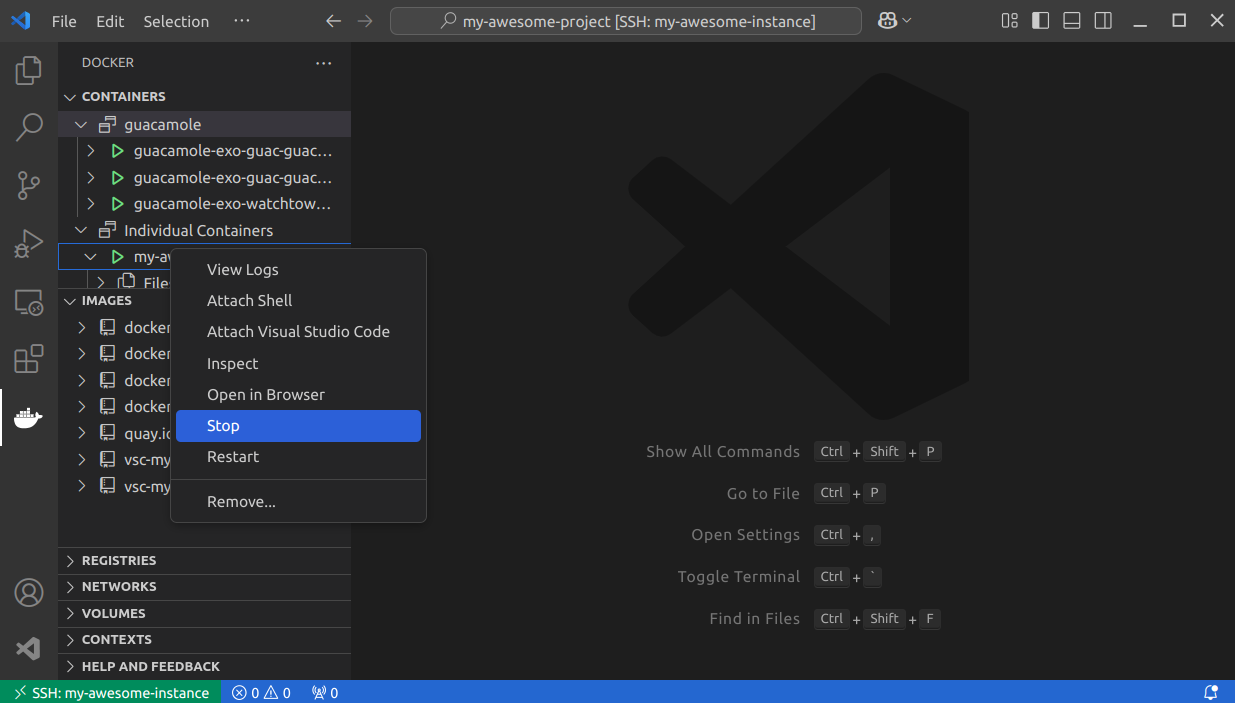 File Edit Selection ···
my-awesome-project [SSH: my-awesome-instance]
DOCKER ···
CONTAINERS
guacamole
guacamole-exo-guac-guac...
guacamole-exo-guac-guac...
guacamole-exo-watchtow...
Individual Containers
my-aw
Files
IMAGES
docker
docker
docker
docker
quay.io
vsc-my
vsc-my
View Logs
Attach Shell
Attach Visual Studio Code
Inspect
Open in Browser
Stop
Restart
Remove...
REGISTRIES
NETWORKS
VOLUMES
CONTEXTS
HELP AND FEEDBACK
Show All Commands Ctrl + Shift + P
Go to File Ctrl + P
Open Settings Ctrl + ,
Toggle Terminal Ctrl + `
Find in Files Ctrl + Shift + F
SSH: my-awesome-instance 0 0 0